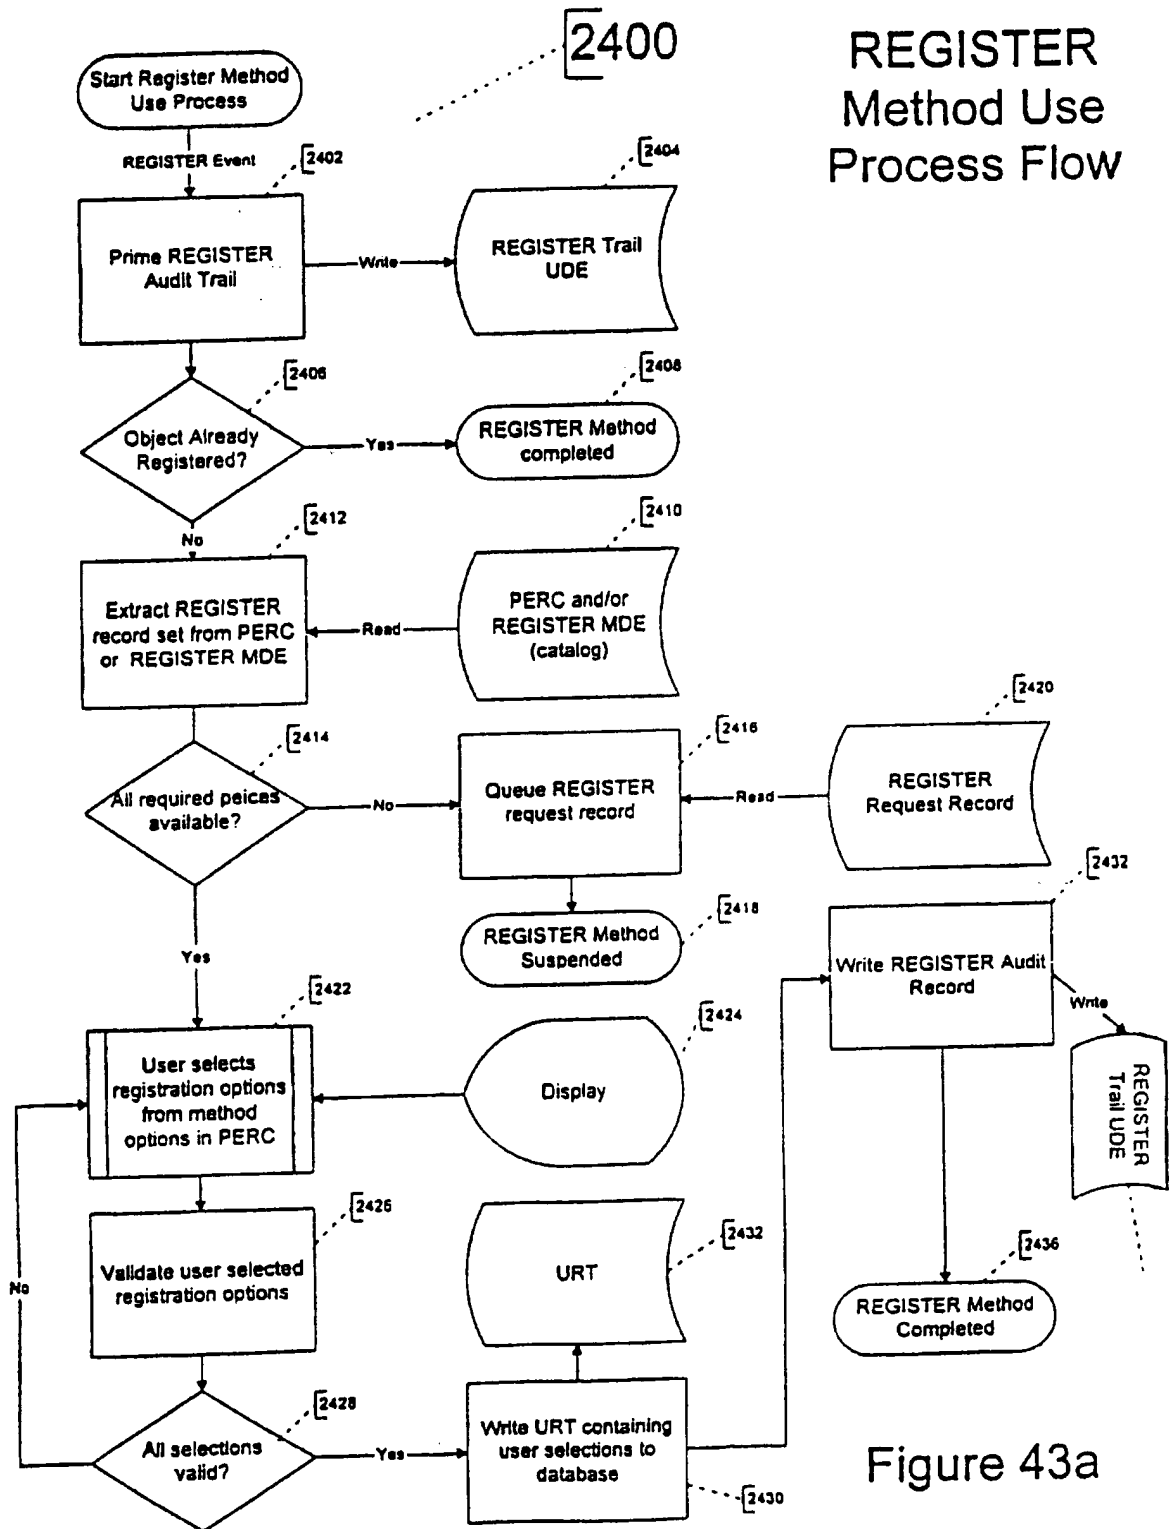 2400
REGISTER
Method Use
Process Flow
Start Register Method
Use Process
REGISTER Event
2402
Prime REGISTER
Audit Trail
Write
2404
REGISTER Trail
UDE
2406
Object Already
Registered?
Yes
2408
REGISTER Method
completed
No
2412
Extract REGISTER
record set from PERC
or REGISTER MDE
Read
2410
PERC and/or
REGISTER MDE
(catalog)
2414
All required peices
available?
No
2416
Queue REGISTER
request record
Read
2420
REGISTER
Request Record
2418
REGISTER Method
Suspended
Yes
2422
User selects
registration options
from method
options in PERC
2424
Display
2426
Validate user selected
registration options
No
2428
All selections
valid?
Yes
2432
URT
Write URT containing
user selections to
database
2430
2432
Write REGISTER Audit
Record
Write
REGISTER
Trail UDE
2436
REGISTER Method
Completed
Figure 43a